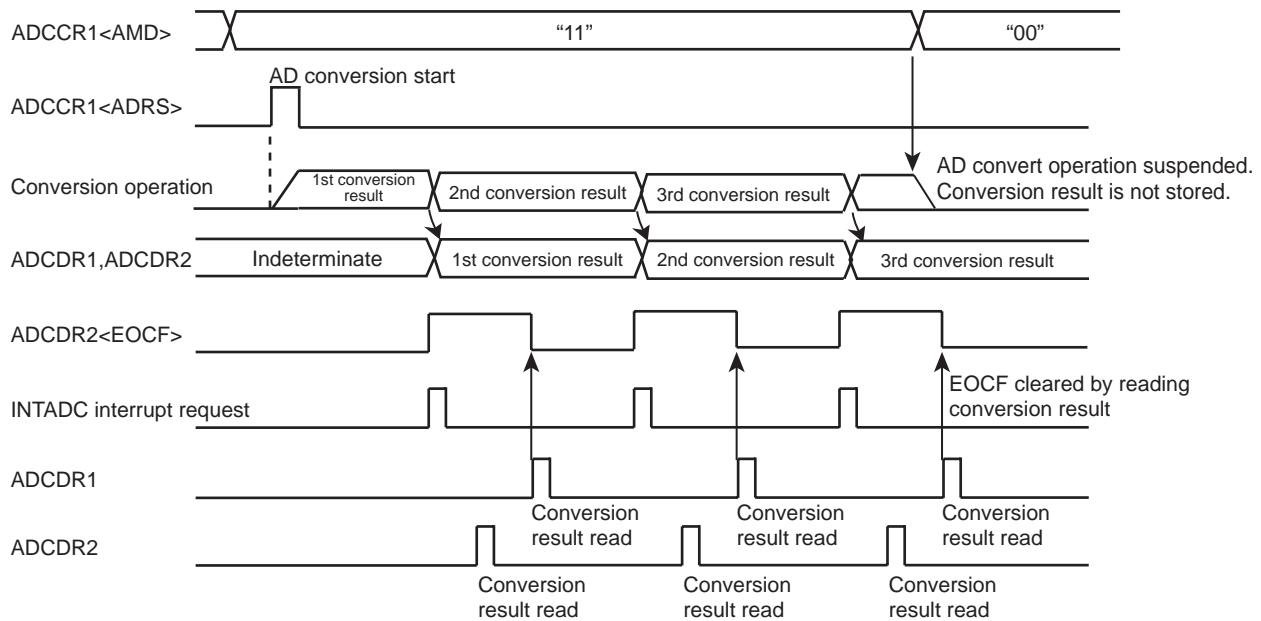 ADCCR1<AMD>
“11”
“00”
AD conversion start
ADCCR1<ADRS>
Conversion operation
1st conversion
result
2nd conversion result
3rd conversion result
AD convert operation suspended.
Conversion result is not stored.
ADCDR1,ADCDR2
Indeterminate
1st conversion result
2nd conversion result
3rd conversion result
ADCDR2<EOCF>
EOCF cleared by reading
conversion result
INTADC interrupt request
ADCDR1
Conversion
result read
Conversion
result read
Conversion
result read
ADCDR2
Conversion
result read
Conversion
result read
Conversion
result read